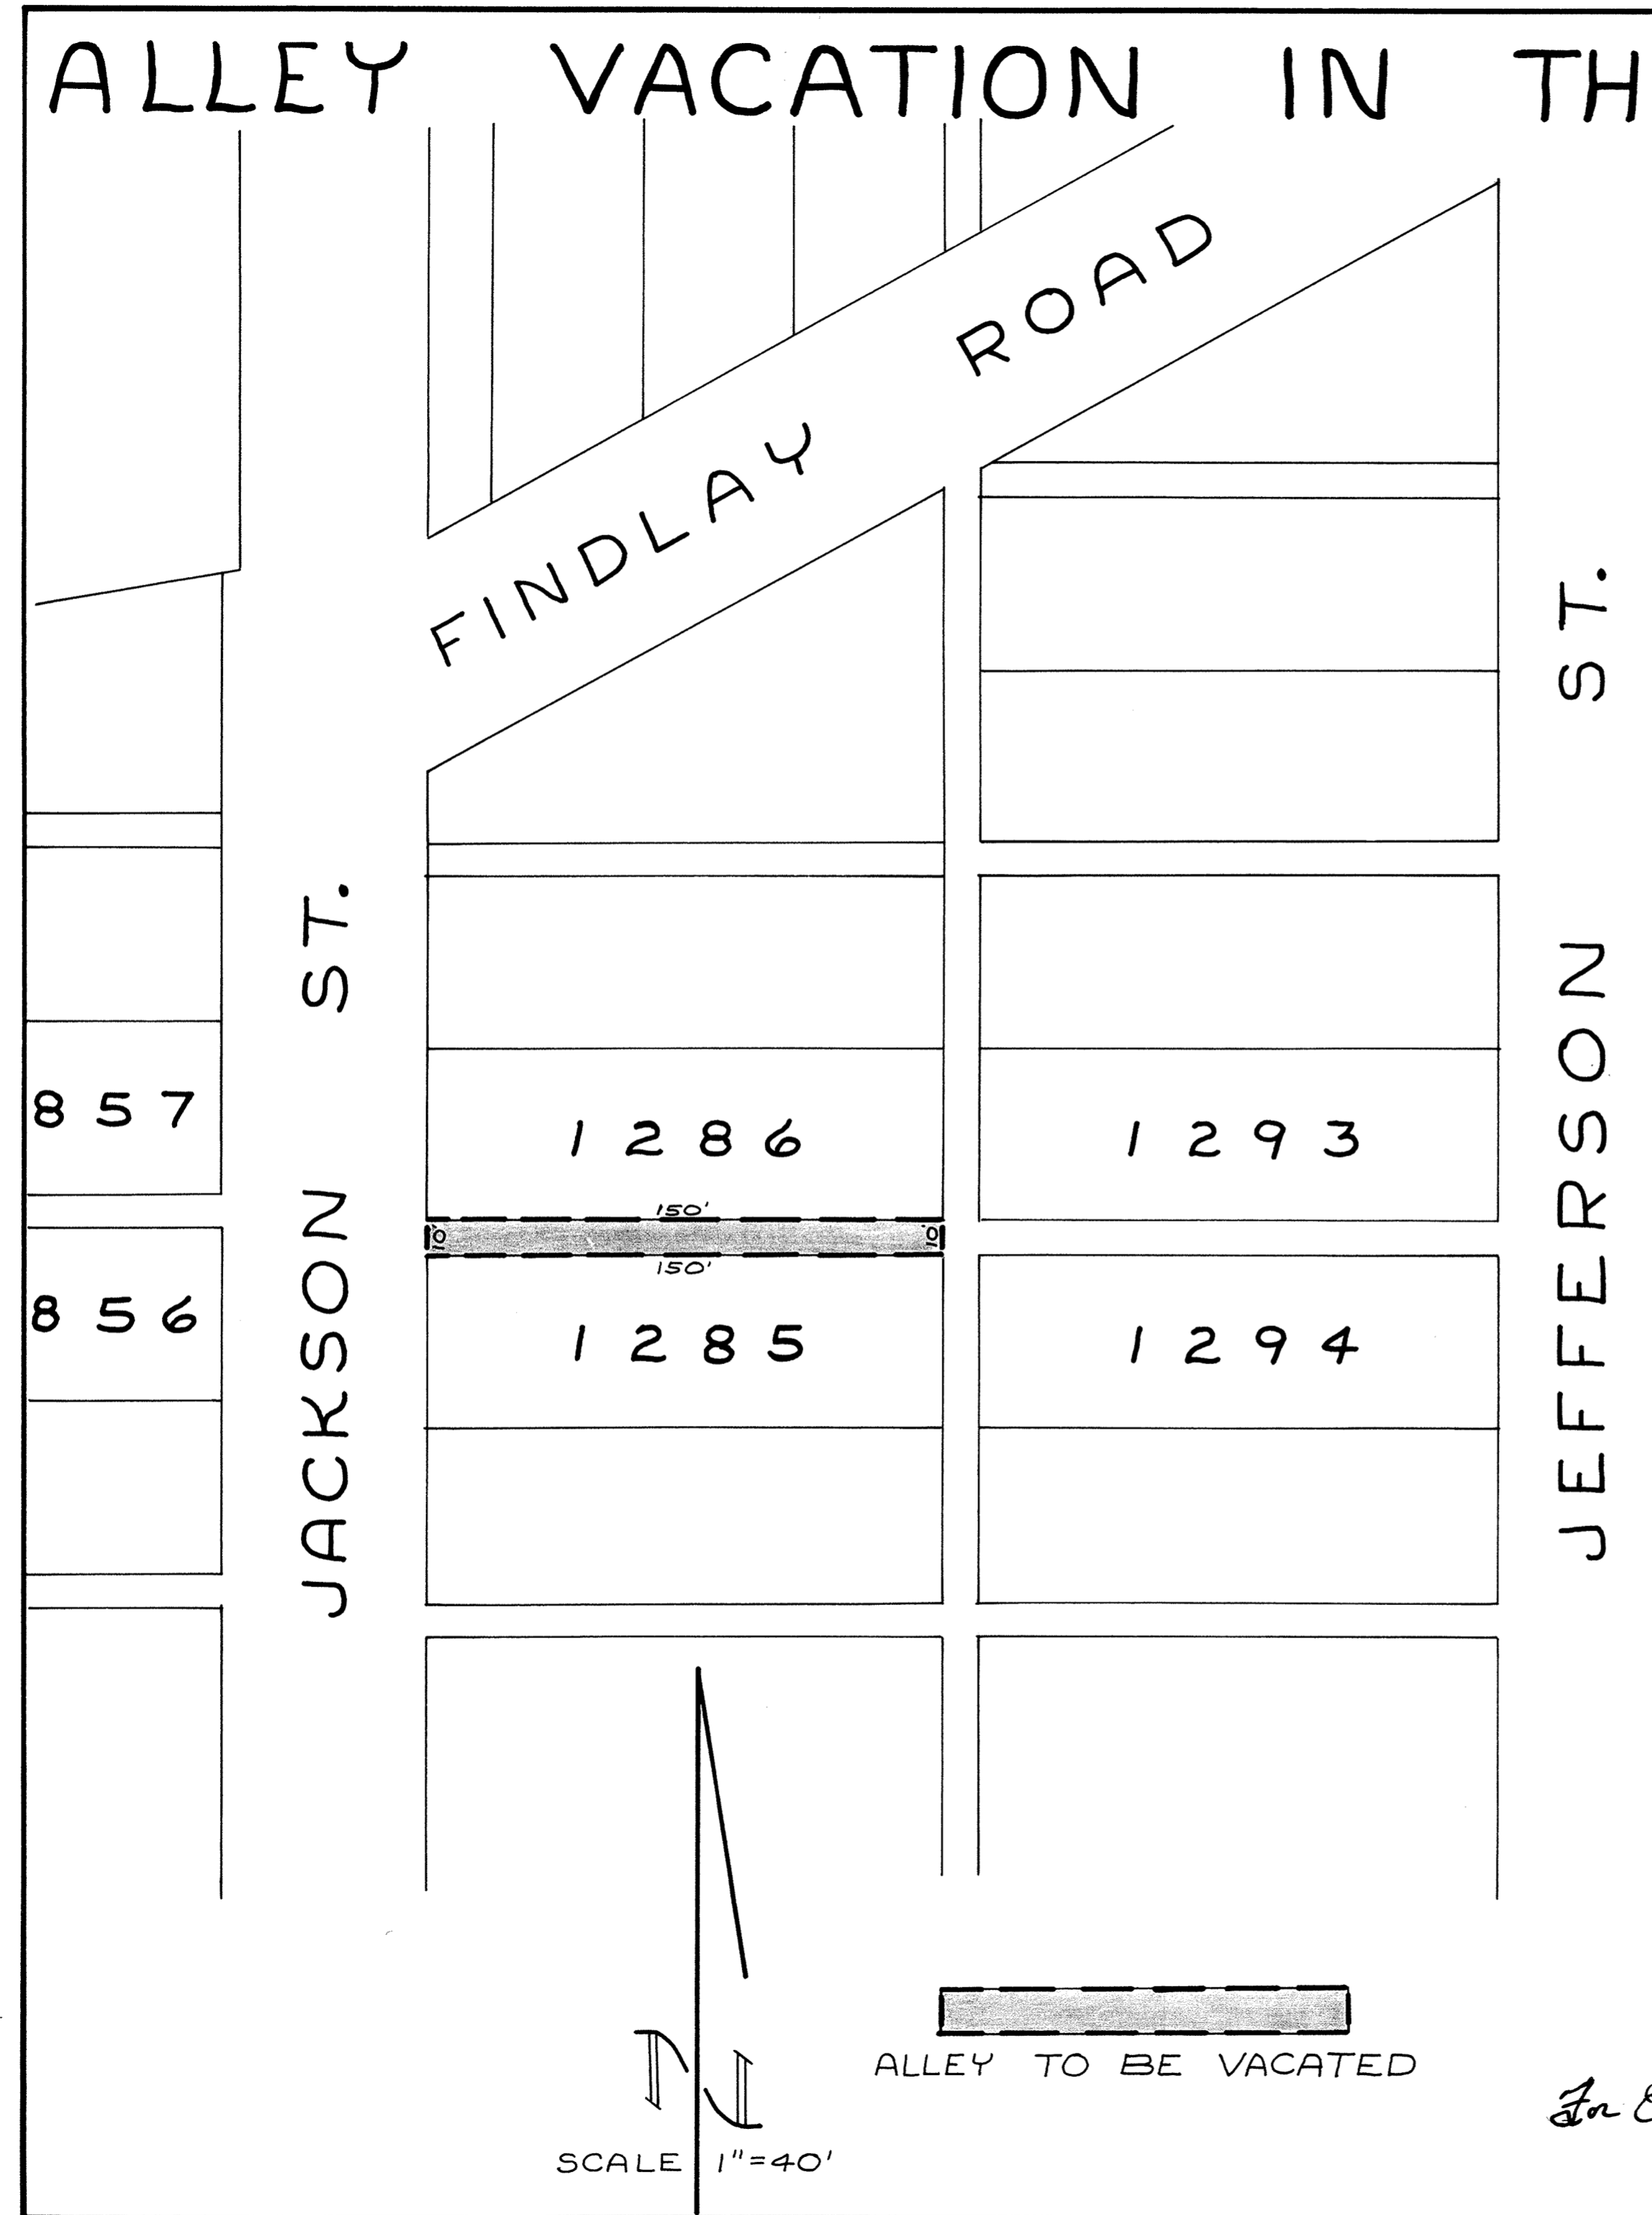 ALLEY VACATION IN TH
FINDLAY ROAD
JACKSON ST.
JEFFERSON ST.
857
1286
1293
150'
10'
10'
150'
856
1285
1294
N
SCALE 1"=40'
ALLEY TO BE VACATED
For